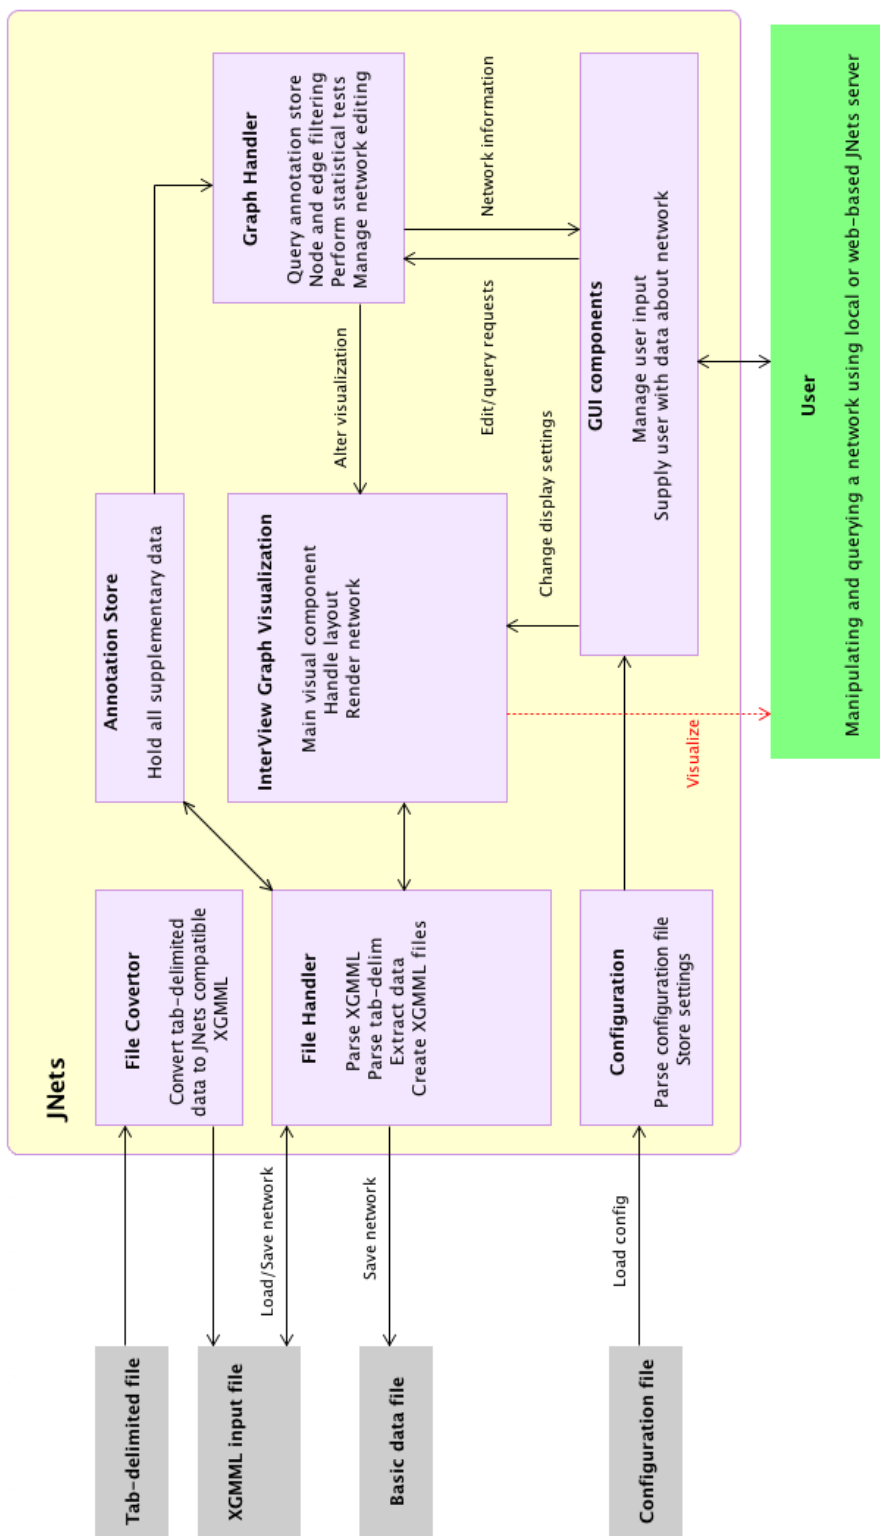 JNets
Tab-delimited file
XGMML input file
Basic data file
Configuration file
Load/Save network
Save network
Load config
File Covertor
Convert tab-delimited
data to JNets compatible
XGMML
File Handler
Parse XGMML
Parse tab-delim
Extract data
Create XGMML files
Configuration
Parse configuration file
Store settings
Annotation Store
Hold all supplementary data
InterView Graph Visualization
Main visual component
Handle layout
Render network
Visualize
Alter visualization
Change display settings
Graph Handler
Query annotation store
Node and edge filtering
Perform statistical tests
Manage network editing
Edit/query requests
Network information
GUI components
Manage user input
Supply user with data about network
User
Manipulating and querying a network using local or web-based JNets server